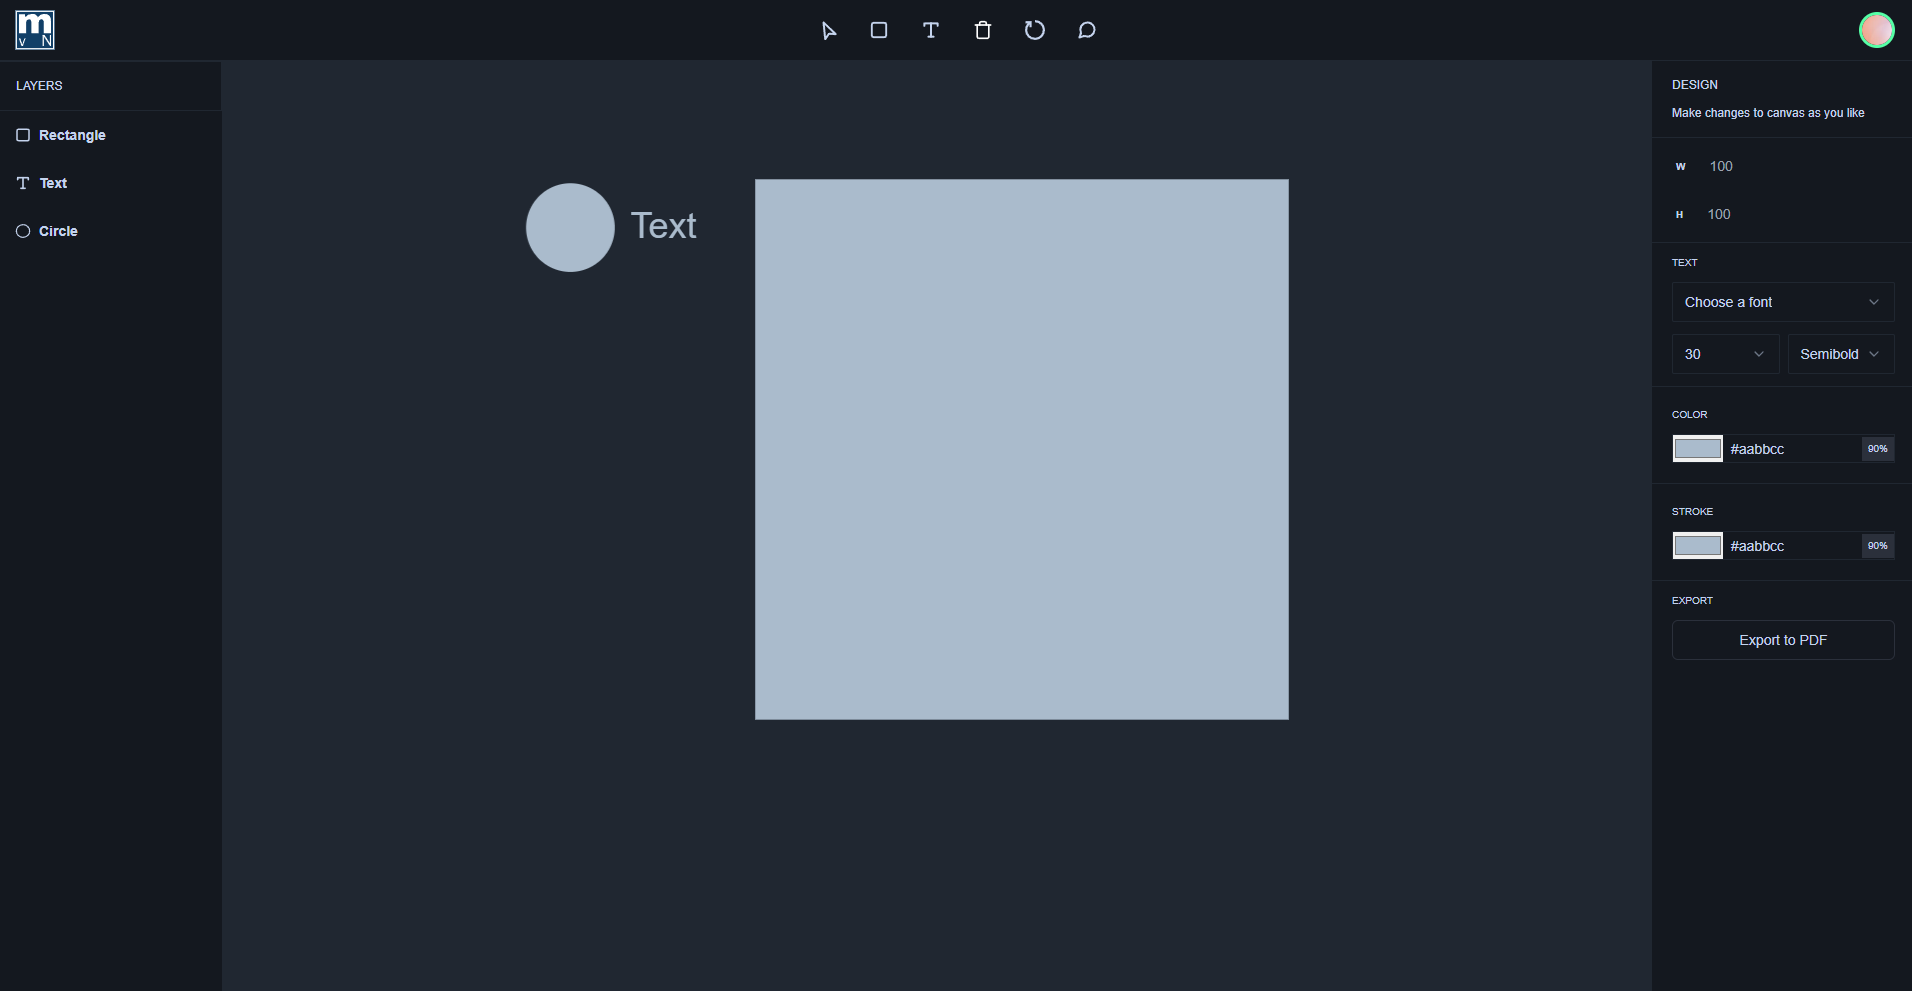 m
v N
LAYERS
Rectangle
Text
Circle
Text
DESIGN
Make changes to canvas as you like
W 100
H 100
TEXT
Choose a font
30 Semibold
COLOR
#aabbcc 90%
STROKE
#aabbcc 90%
EXPORT
Export to PDF